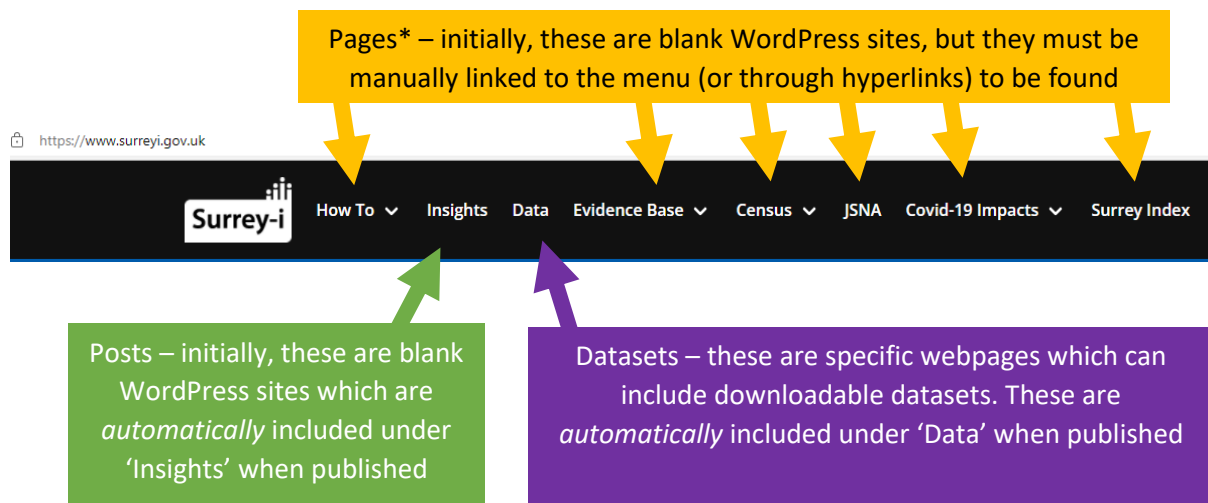 Pages* – initially, these are blank WordPress sites, but they must be
manually linked to the menu (or through hyperlinks) to be found
https://www.surreyi.gov.uk
Surrey-i How To Insights Data Evidence Base Census JSNA Covid-19 Impacts Surrey Index
Posts – initially, these are blank
WordPress sites which are
automatically included under
‘Insights’ when published
Datasets – these are specific webpages which can
include downloadable datasets. These are
automatically included under ‘Data’ when published